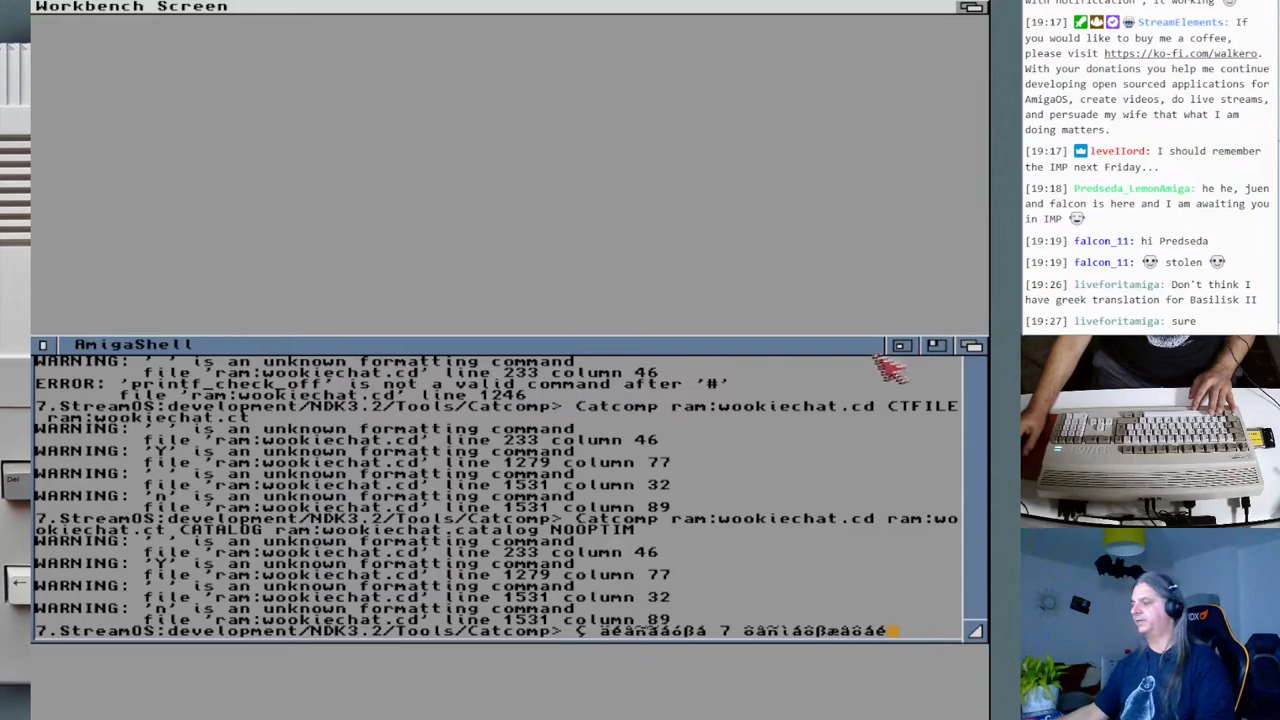 Workbench Screen
with notification , it working
[19:17] StreamElements: If
you would like to buy me a coffee,
please visit https://ko-fi.com/walkero.
With your donations you help me continue
developing open sourced applications for
AmigaOS, create videos, do live streams,
and persuade my wife that what I am
doing matters.
[19:17] leveIIord: I should remember
the IMP next Friday...
[19:18] Predseda_LemonAmiga: he he, juen
and falcon is here and I am awaiting you
in IMP
[19:19] falcon_11: hi Predseda
[19:19] falcon_11: stolen
[19:26] liveforitamiga: Don't think I
have greek translation for Basilisk II
[19:27] liveforitamiga: sure
AmigaShell
WARNING: ' ' is an unknown formatting command
file 'ram:wookiechat.cd' line 233 column 46
ERROR: 'printf_check_off' is not a valid command after '#'
file 'ram:wookiechat.cd' line 1246
7.StreamOS:development/NDK3.2/Tools/Catcomp> Catcomp ram:wookiechat.cd CTFILE
ram:wookiechat.ct
WARNING: ' ' is an unknown formatting command
file 'ram:wookiechat.cd' line 233 column 46
WARNING: 'Y' is an unknown formatting command
file 'ram:wookiechat.cd' line 1279 column 77
WARNING: ' ' is an unknown formatting command
file 'ram:wookiechat.cd' line 1531 column 32
WARNING: 'n' is an unknown formatting command
file 'ram:wookiechat.cd' line 1531 column 89
7.StreamOS:development/NDK3.2/Tools/Catcomp> Catcomp ram:wookiechat.cd ram:wo
okiechat.ct CATALOG ram:wookiechat.catalog NOOPTIM
WARNING: ' ' is an unknown formatting command
file 'ram:wookiechat.cd' line 233 column 46
WARNING: 'Y' is an unknown formatting command
file 'ram:wookiechat.cd' line 1279 column 77
WARNING: ' ' is an unknown formatting command
file 'ram:wookiechat.cd' line 1531 column 32
WARNING: 'n' is an unknown formatting command
file 'ram:wookiechat.cd' line 1531 column 89
7.StreamOS:development/NDK3.2/Tools/Catcomp> Ç 7
Del